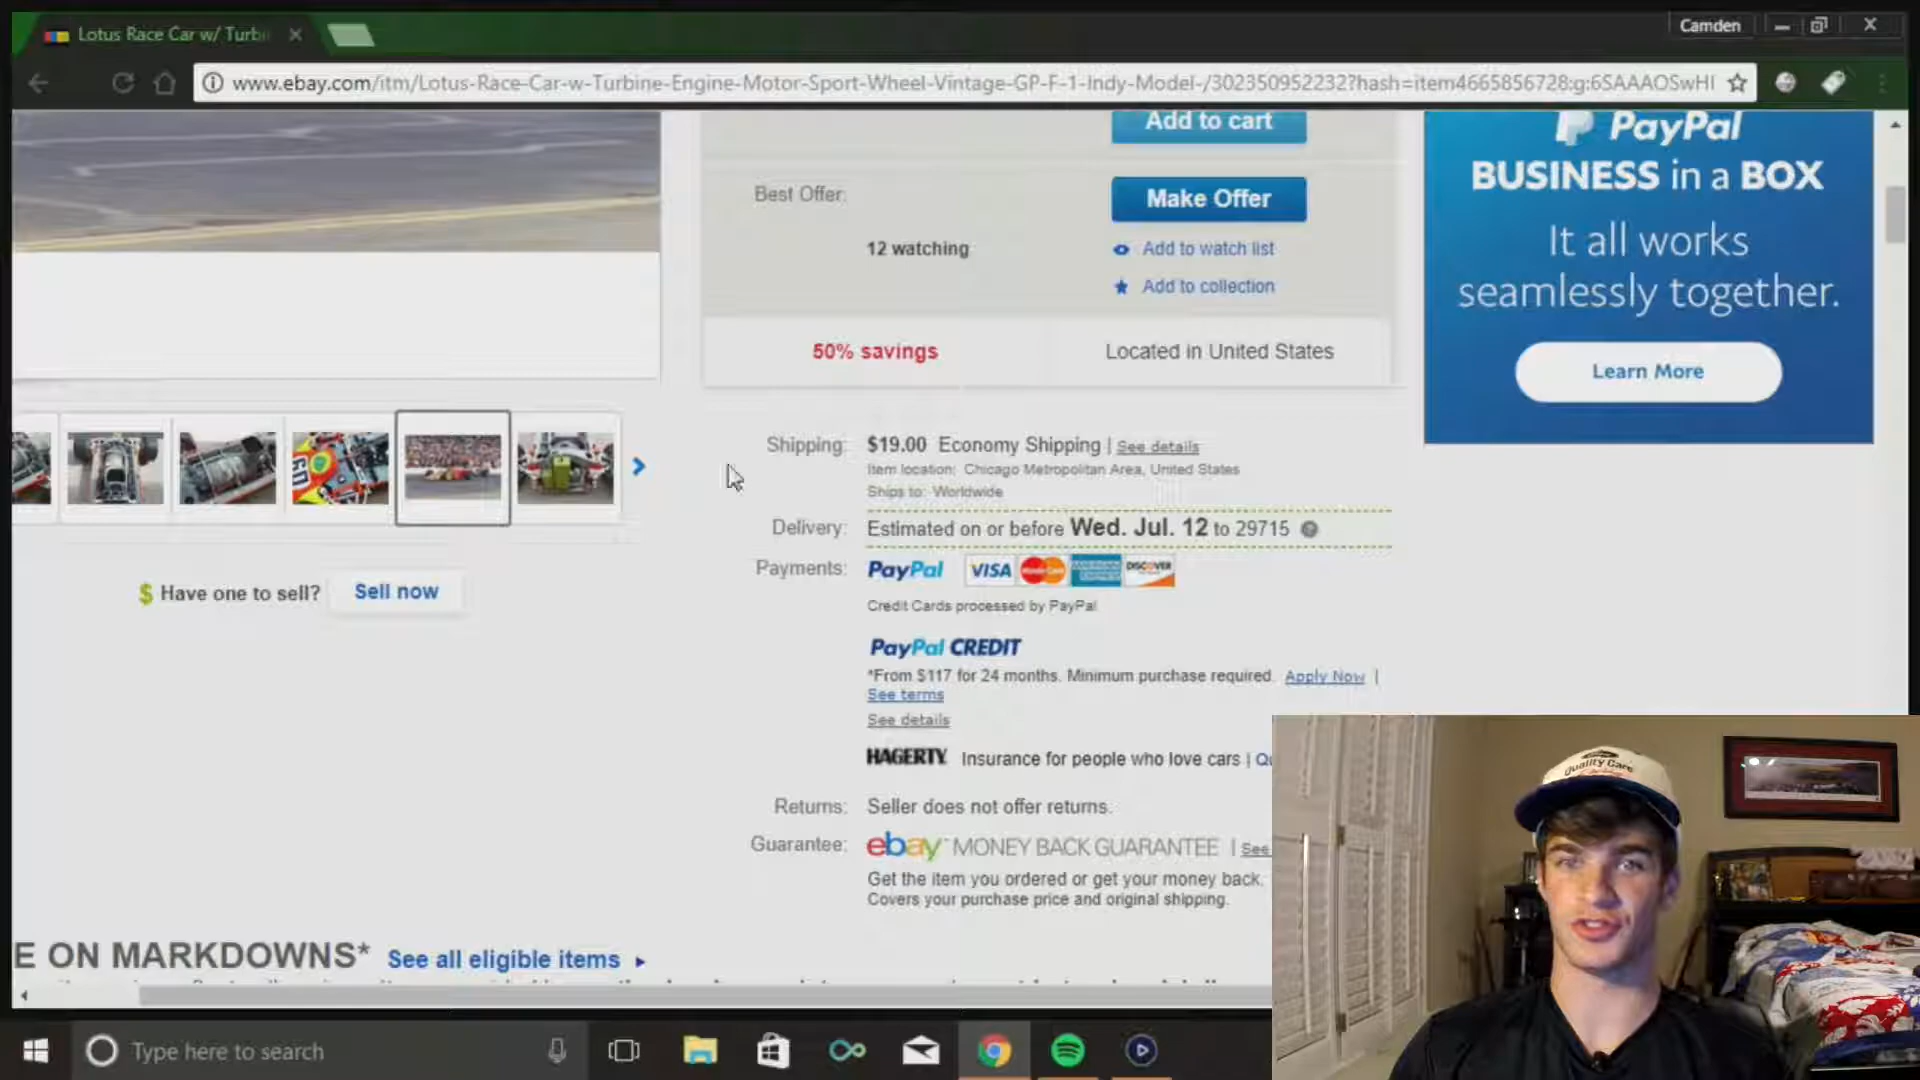 Lotus Race Car w/ Turbi
Camden
www.ebay.com/itm/Lotus-Race-Car-w-Turbine-Engine-Motor-Sport-Wheel-Vintage-GP-F-1-Indy-Model-/302350952232?hash=item4665856728:g:6SAAAOSwHI
Add to cart
Best Offer:
Make Offer
12 watching
Add to watch list
Add to collection
50% savings
Located in United States
PayPal
BUSINESS in a BOX
It all works
seamlessly together.
Learn More
Shipping: $19.00 Economy Shipping | See details
Item location: Chicago Metropolitan Area, United States
Ships to: Worldwide
Delivery: Estimated on or before Wed. Jul. 12 to 29715
Payments: PayPal VISA MasterCard AMERICAN EXPRESS DISCOVER
Credit Cards processed by PayPal
PayPal CREDIT
*From $117 for 24 months. Minimum purchase required. Apply Now |
See terms
See details
HAGERTY Insurance for people who love cars | Qu
Returns: Seller does not offer returns.
Guarantee: ebay MONEY BACK GUARANTEE | See
Get the item you ordered or get your money back.
Covers your purchase price and original shipping.
60
$ Have one to sell? Sell now
E ON MARKDOWNS* See all eligible items
Quality Care
Type here to search